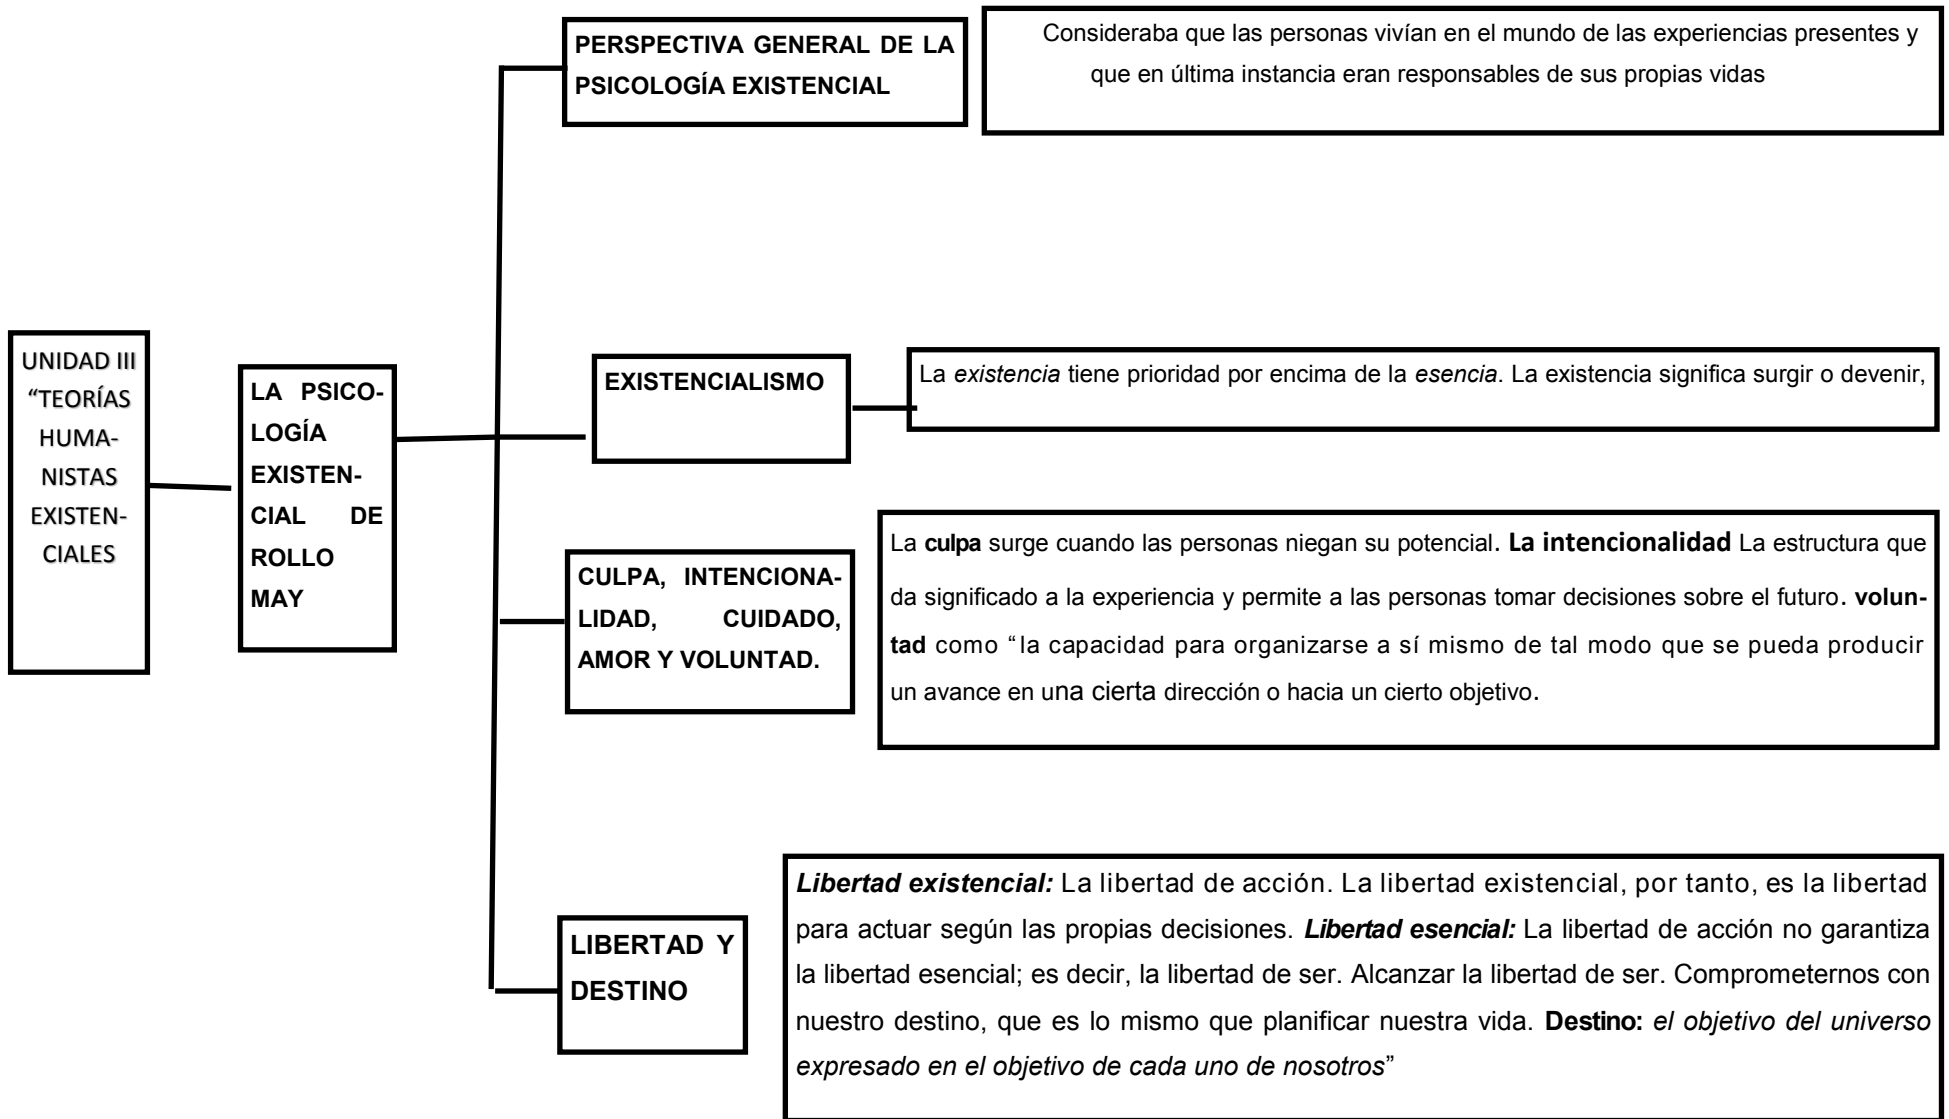 UNIDAD III
“TEORÍAS
HUMA-
NISTAS
EXISTEN-
CIALES
LA PSICO-
LOGÍA
EXISTEN-
CIAL DE
ROLLO
MAY
PERSPECTIVA GENERAL DE LA
PSICOLOGÍA EXISTENCIAL
Consideraba que las personas vivían en el mundo de las experiencias presentes y
que en última instancia eran responsables de sus propias vidas
EXISTENCIALISMO
La existencia tiene prioridad por encima de la esencia. La existencia significa surgir o devenir,
CULPA, INTENCIONA-
LIDAD, CUIDADO,
AMOR Y VOLUNTAD.
La culpa surge cuando las personas niegan su potencial. La intencionalidad La estructura que
da significado a la experiencia y permite a las personas tomar decisiones sobre el futuro. volun-
tad como “la capacidad para organizarse a sí mismo de tal modo que se pueda producir
un avance en una cierta dirección o hacia un cierto objetivo.
LIBERTAD Y
DESTINO
Libertad existencial: La libertad de acción. La libertad existencial, por tanto, es la libertad
para actuar según las propias decisiones. Libertad esencial: La libertad de acción no garantiza
la libertad esencial; es decir, la libertad de ser. Alcanzar la libertad de ser. Comprometernos con
nuestro destino, que es lo mismo que planificar nuestra vida. Destino: el objetivo del universo
expresado en el objetivo de cada uno de nosotros”